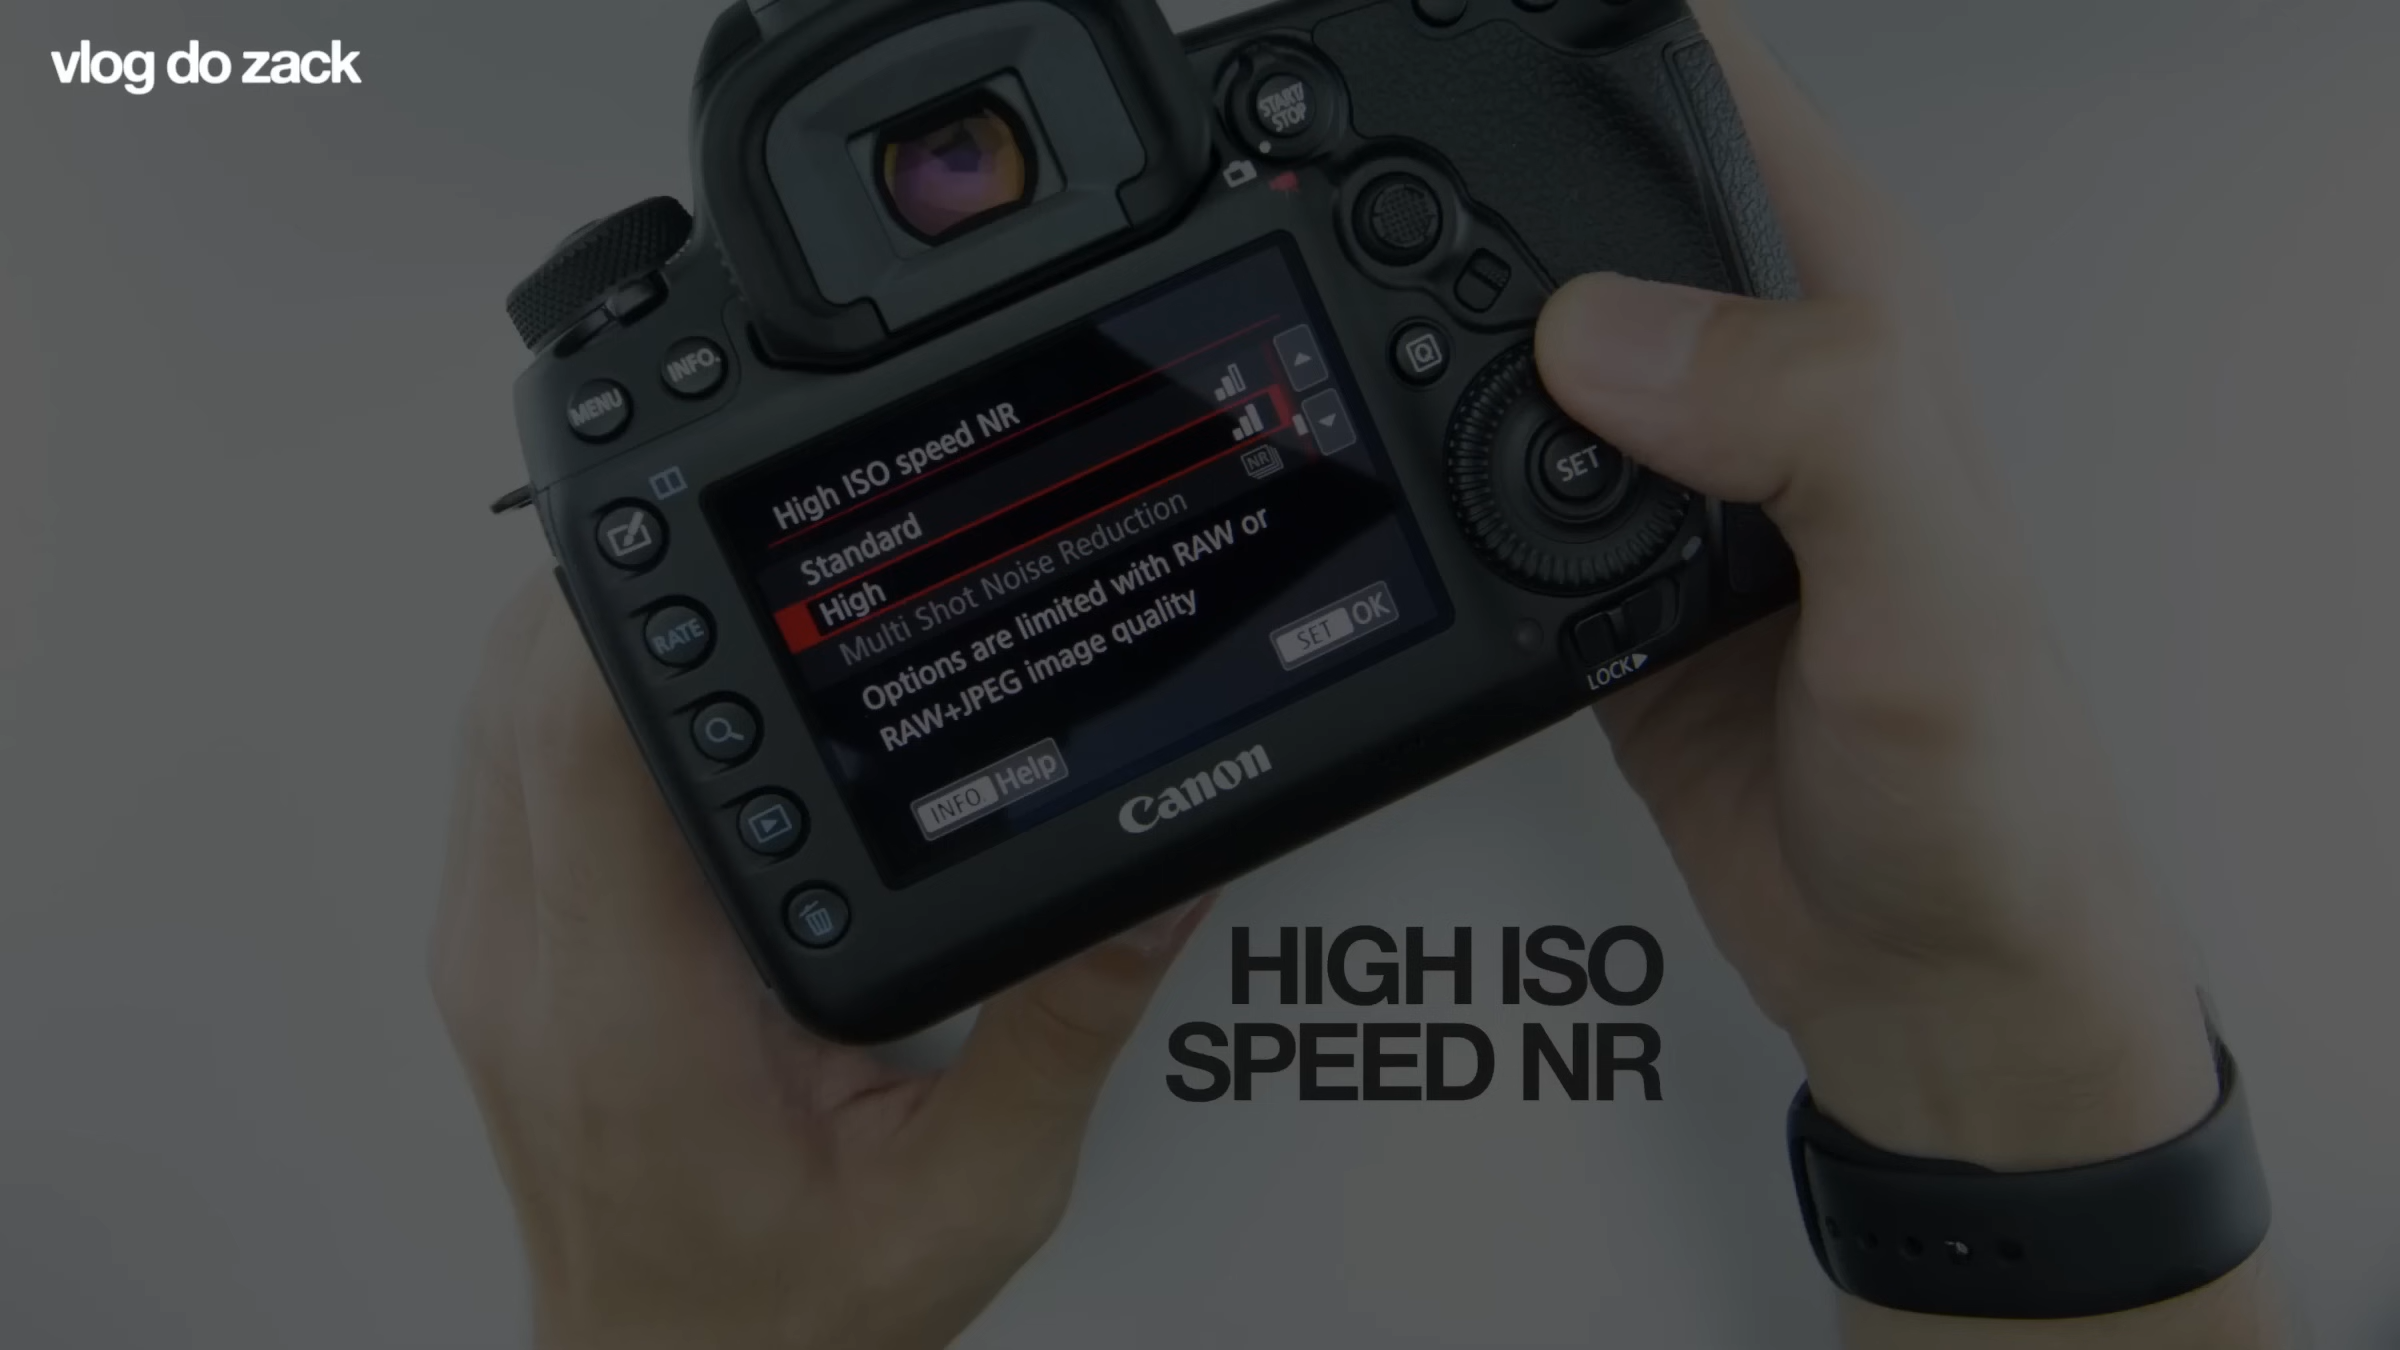 vlog do zack
START/
STOP
INFO.
MENU
Q
High ISO speed NR
Standard
High
NR
Multi Shot Noise Reduction
Options are limited with RAW or
RAW+JPEG image quality
SET OK
INFO. Help
SET
RATE
LOCK
Canon
HIGH ISO
SPEED NR